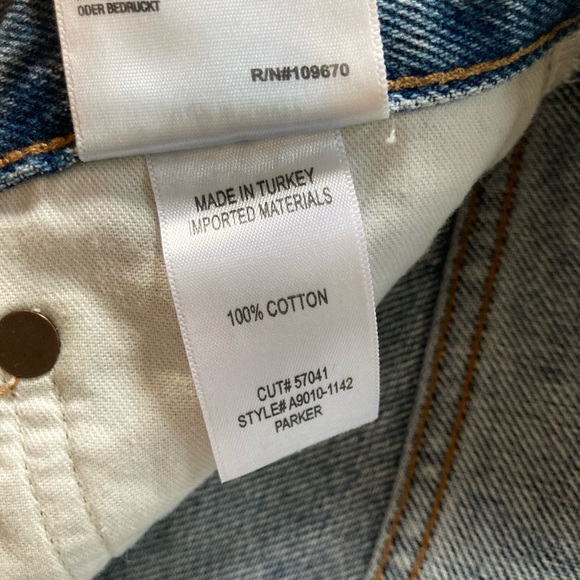 ODER BEDRUCKT
R/N#109670
MADE IN TURKEY
IMPORTED MATERIALS
100% COTTON
CUT# 57041
STYLE# A9010-1142
PARKER